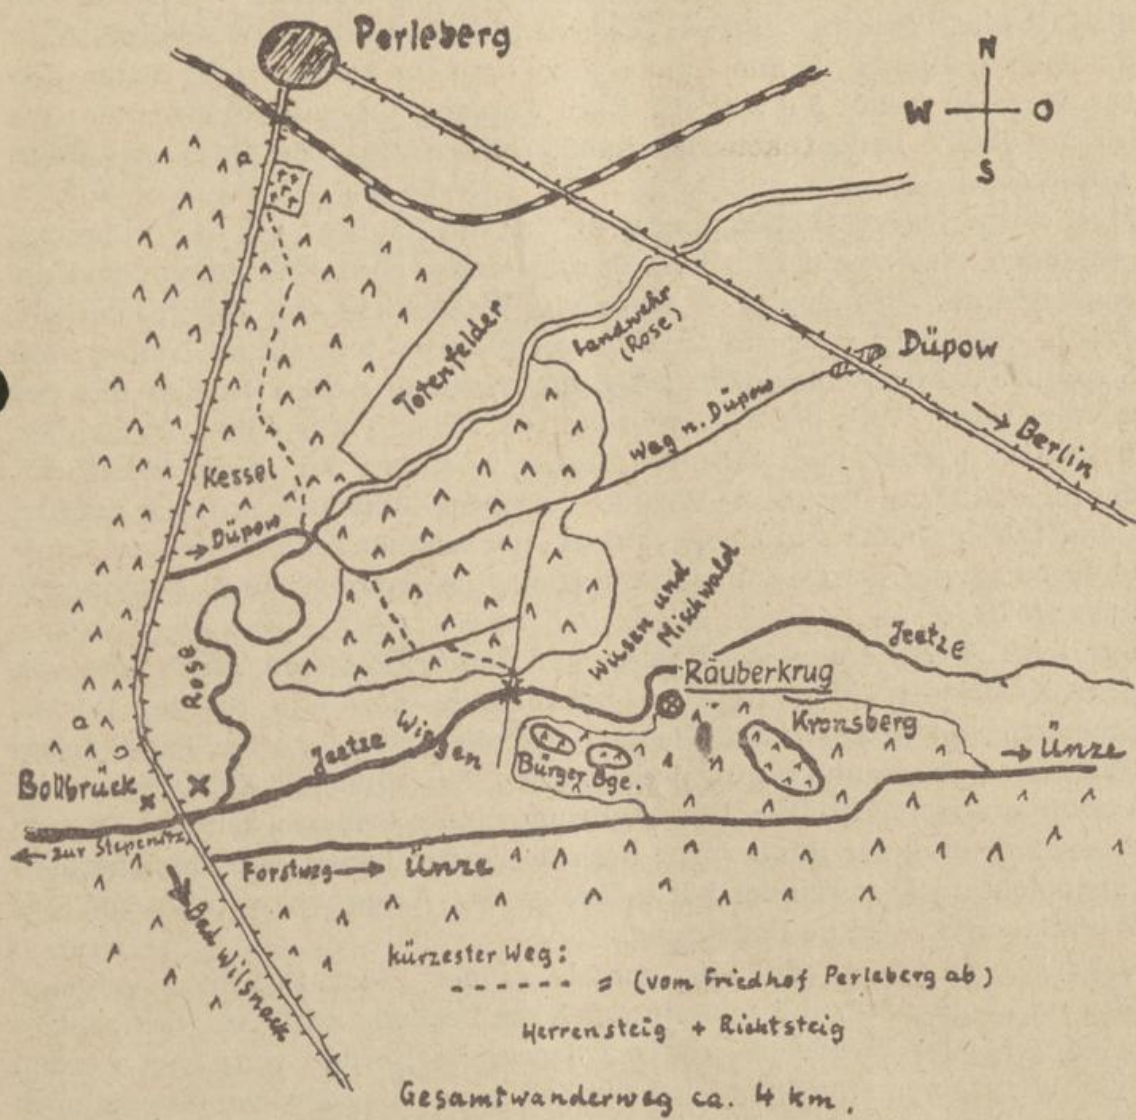 Perleberg
N
W O
S
Totenfelder
Landwehr
(Rose)
Düpow
Weg n. Düpow
→ Berlin
Kessel
→ Düpow
Wiesen und
Mischwald
Jeetze
Rose
Räuberkrug
Kronsberg
→ Ünze
Jeetze Wiesen
Bürger Bge.
Bollbrück
← zur Stepenitz
Forstweg → Ünze
→ Bad Wilsnack
kürzester Weg:
------- = (vom Friedhof Perleberg ab)
Herrensteig + Richtsteig
Gesamtwanderweg ca. 4 km.